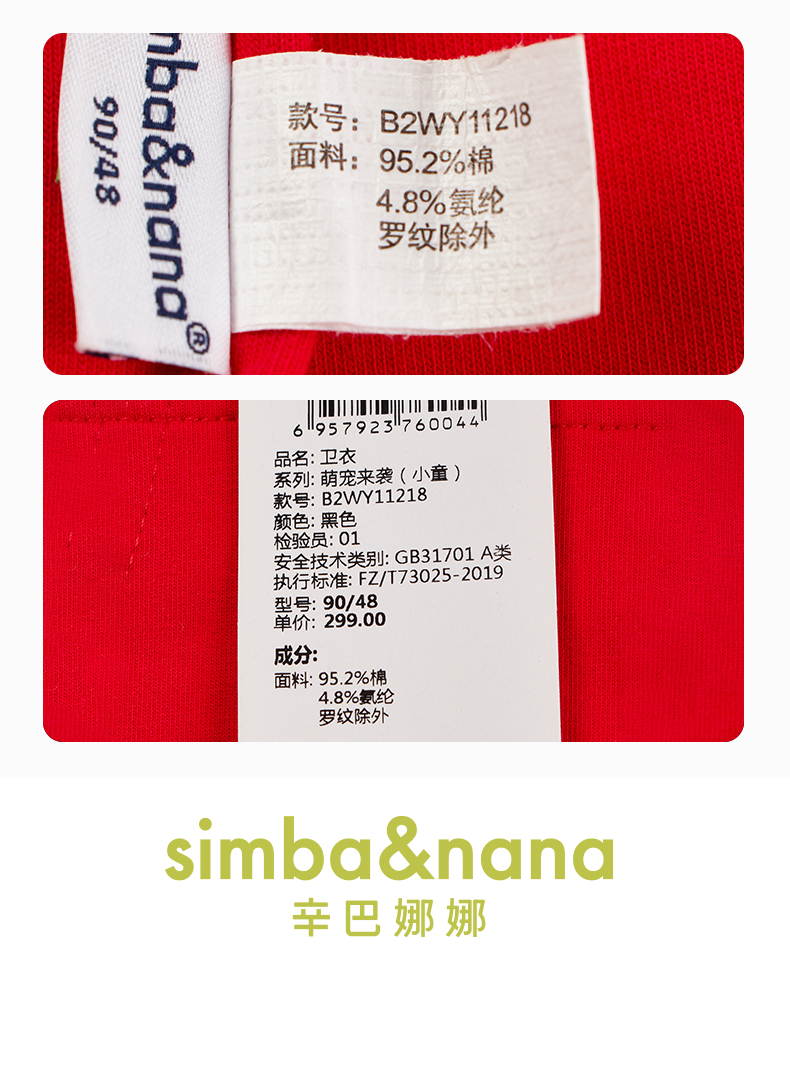 mba&nana®
90/48
款号: B2WY11218
面料: 95.2%棉
4.8%氨纶
罗纹除外
6 957923 760044
品名: 卫衣
系列: 萌宠来袭 ( 小童 )
款号: B2WY11218
颜色: 黑色
检验员: 01
安全技术类别: GB31701 A类
执行标准: FZ/T73025-2019
型号: 90/48
单价: 299.00
成分:
面料: 95.2%棉
4.8%氨纶
罗纹除外
simba&nana
辛巴娜娜